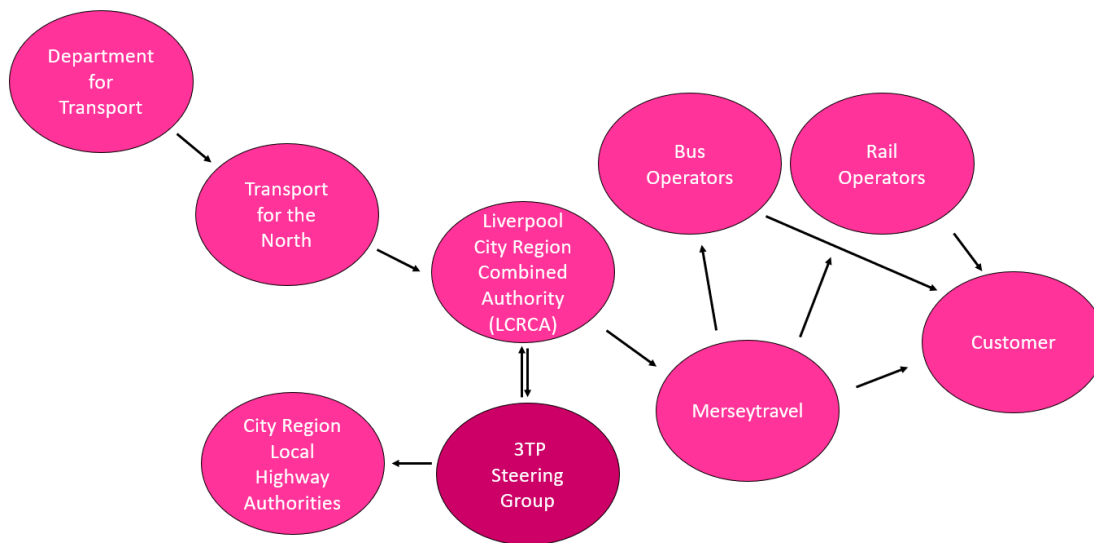 Department
for
Transport
Transport
for the
North
Liverpool
City Region
Combined
Authority
(LCRCA)
Bus
Operators
Rail
Operators
Customer
Merseytravel
City Region
Local
Highway
Authorities
3TP
Steering
Group